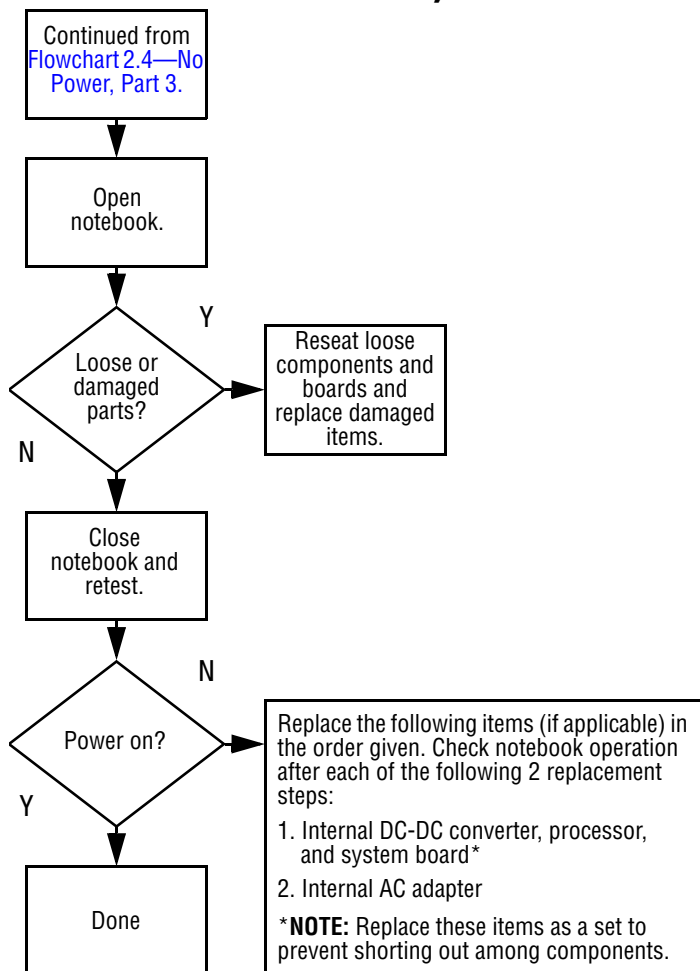 Continued from
Flowchart 2.4—No
Power, Part 3.
Open
notebook.
Y
Loose or
damaged
parts?
Reseat loose
components and
boards and
replace damaged
items.
N
Close
notebook and
retest.
N
Power on?
Replace the following items (if applicable) in
the order given. Check notebook operation
after each of the following 2 replacement
steps:
1. Internal DC-DC converter, processor,
and system board*
2. Internal AC adapter
*NOTE: Replace these items as a set to
prevent shorting out among components.
Y
Done